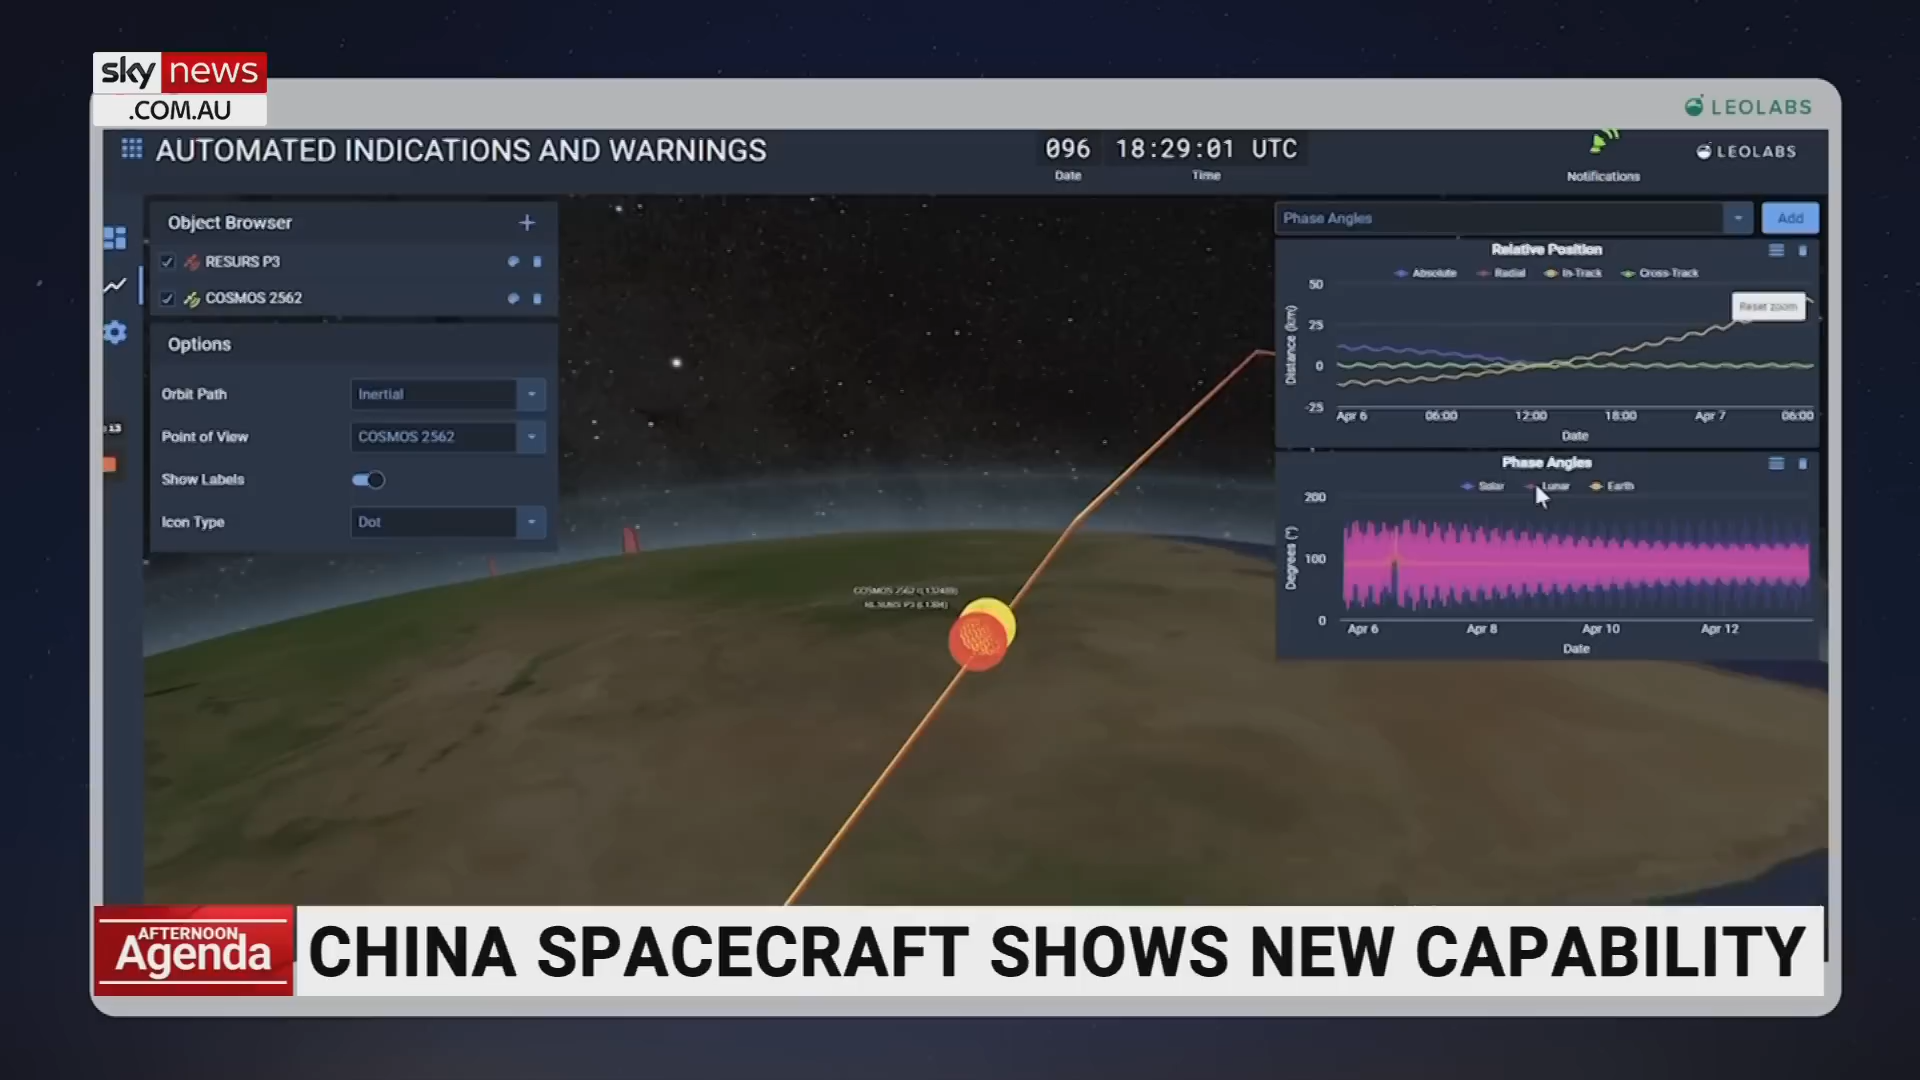 sky news
.COM.AU
LEOLABS
AUTOMATED INDICATIONS AND WARNINGS
096 18:29:01 UTC
Date Time
Notifications
LEOLABS
Object Browser +
RESURS P3
COSMOS 2562
Options
Orbit Path Inertial
Point of View COSMOS 2562
Show Labels
Icon Type Dot
:13
Phase Angles Add
Relative Position
Absolute Radial In-Track Cross-Track
Reset zoom
Distance (km)
50
25
0
-25
Apr 6 06:00 12:00 18:00 Apr 7 06:00
Date
Phase Angles
Solar Lunar Earth
Degrees (°)
200
100
0
Apr 6 Apr 8 Apr 10 Apr 12
Date
COSMOS 2562
RESURS P3
AFTERNOON
Agenda
CHINA SPACECRAFT SHOWS NEW CAPABILITY